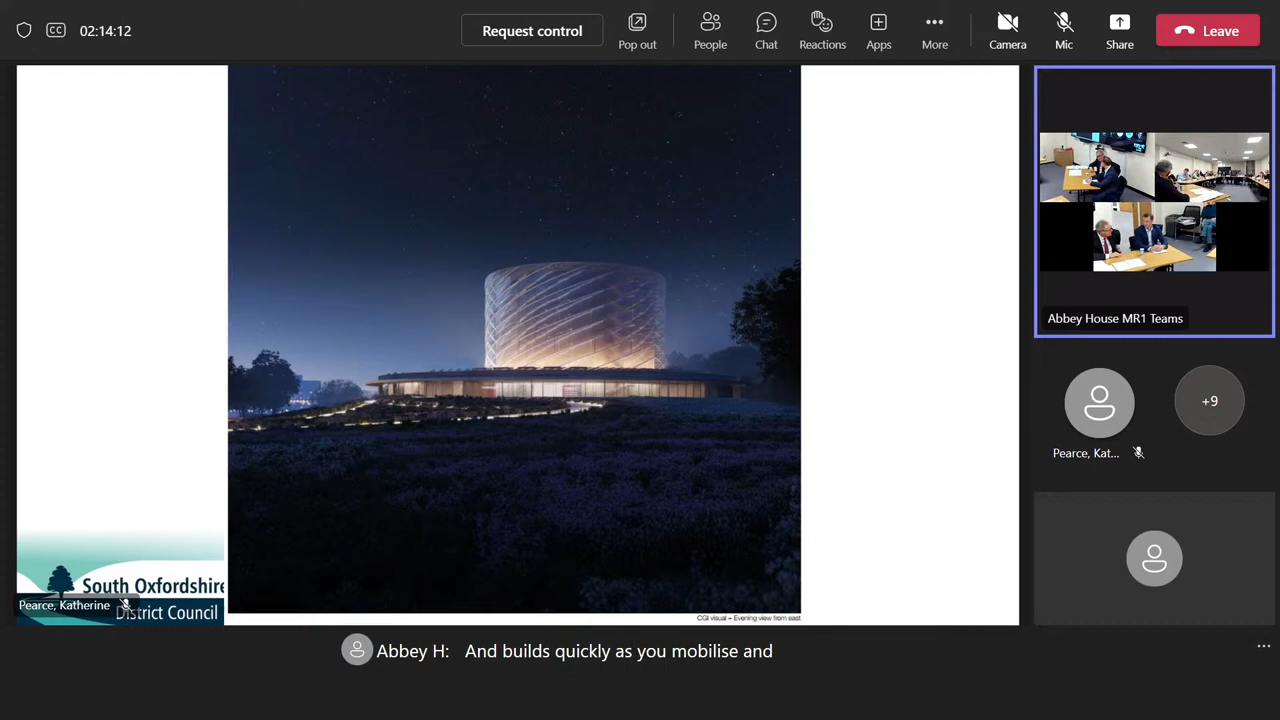 CC
02:14:12
Request control
Pop out
People
Chat
Reactions
Apps
More
Camera
Mic
Share
Leave
Abbey House MR1 Teams
Pearce, Kat...
+9
South Oxfordshire
District Council
Pearce, Katherine
CGI visual – Evening view from east
Abbey H: And builds quickly as you mobilise and